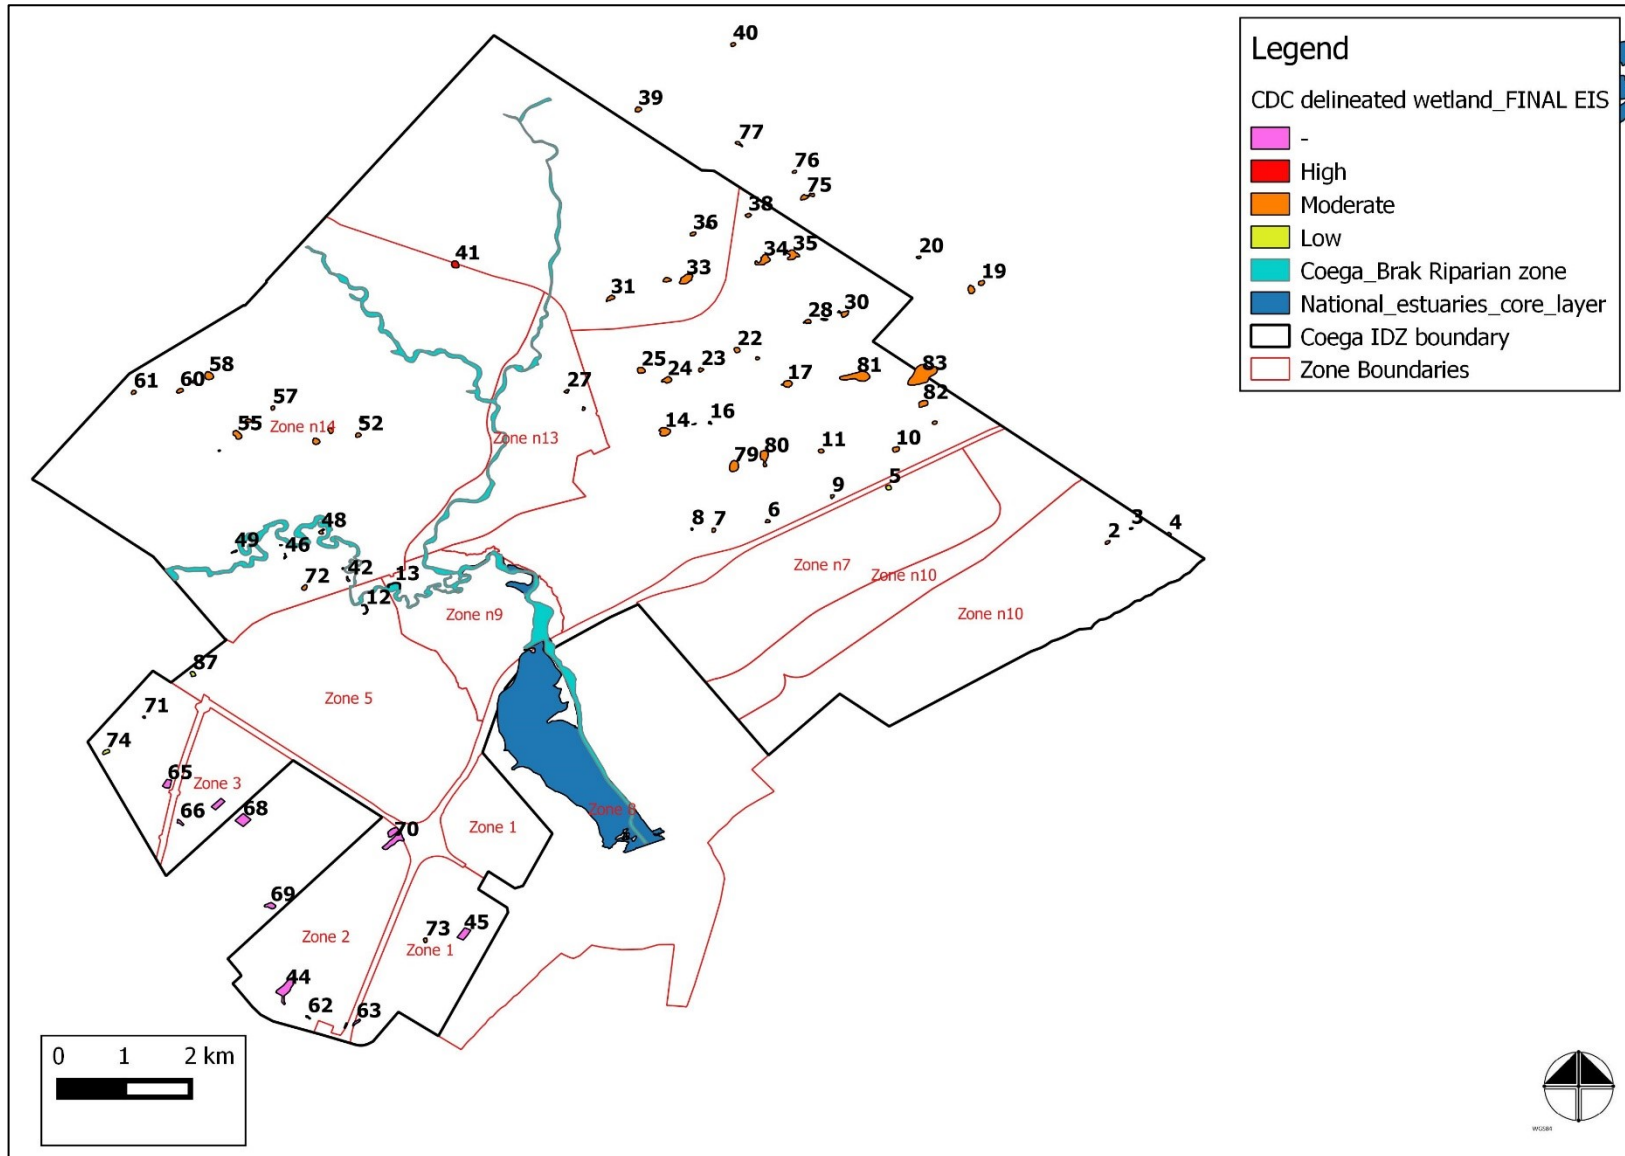 Legend
CDC delineated wetland_FINAL EIS
-
High
Moderate
Low
Coega_Brak Riparian zone
National_estuaries_core_layer
Coega IDZ boundary
Zone Boundaries
40
39
77
76
75
38
36
41
34
35
20
33
19
31
28
30
22
25
24
23
17
81
83
58
61
60
27
82
57
55
52
Zone n14
14
16
Zone n13
79
80
11
10
9
5
8
7
6
2
3
4
48
49
46
42
13
72
12
Zone n7
Zone n10
Zone n9
Zone n10
87
Zone 5
71
74
65
Zone 3
66
68
70
Zone 1
Zone 8
69
Zone 2
73
45
Zone 1
44
62
63
0 1 2 km
WGS84